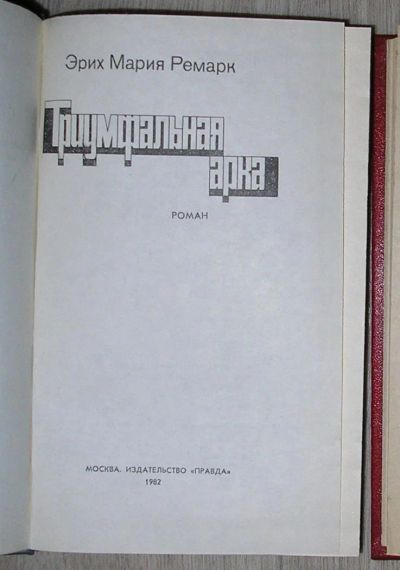 Эрих Мария Ремарк
Триумфальная
арка
РОМАН
МОСКВА. ИЗДАТЕЛЬСТВО «ПРАВДА»
1982